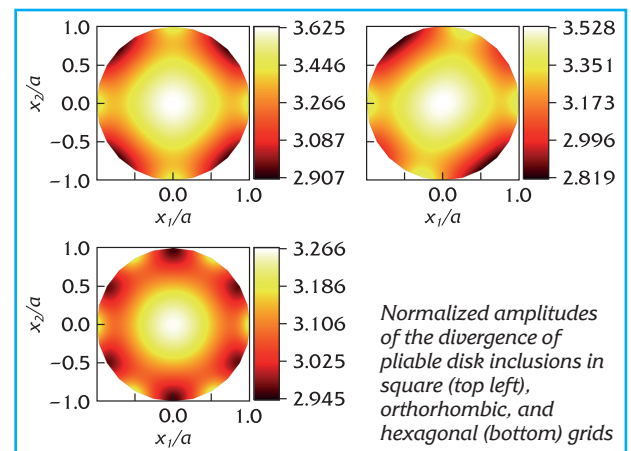 1.0
0.5
0.0
−0.5
−1.0
x₂/a
0.0
1.0
x₁/a
3.625
3.446
3.266
3.087
2.907
0.0
1.0
x₁/a
3.528
3.351
3.173
2.996
2.819
1.0
0.5
0.0
−0.5
−1.0
x₂/a
0.0
1.0
x₁/a
3.266
3.186
3.106
3.025
2.945
Normalized amplitudes
of the divergence of
pliable disk inclusions in
square (top left),
orthorhombic, and
hexagonal (bottom) grids